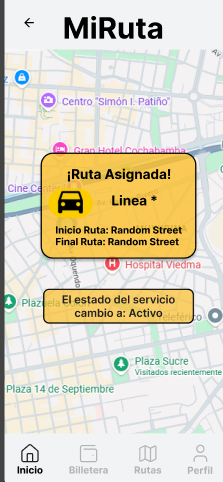 MiRuta
Centro "Simón I. Patiño"
Gran Hotel Cochabamba
¡Ruta Asignada!
Cine Center
Linea *
Inicio Ruta: Random Street
Final Ruta: Random Street
Hospital Viedma
El estado del servicio
cambio a: Activo
Teleférico
Plaza Sucre
Visitados recientemente
Plaza 14 de Septiembre
Inicio
Billetera
Rutas
Perfil